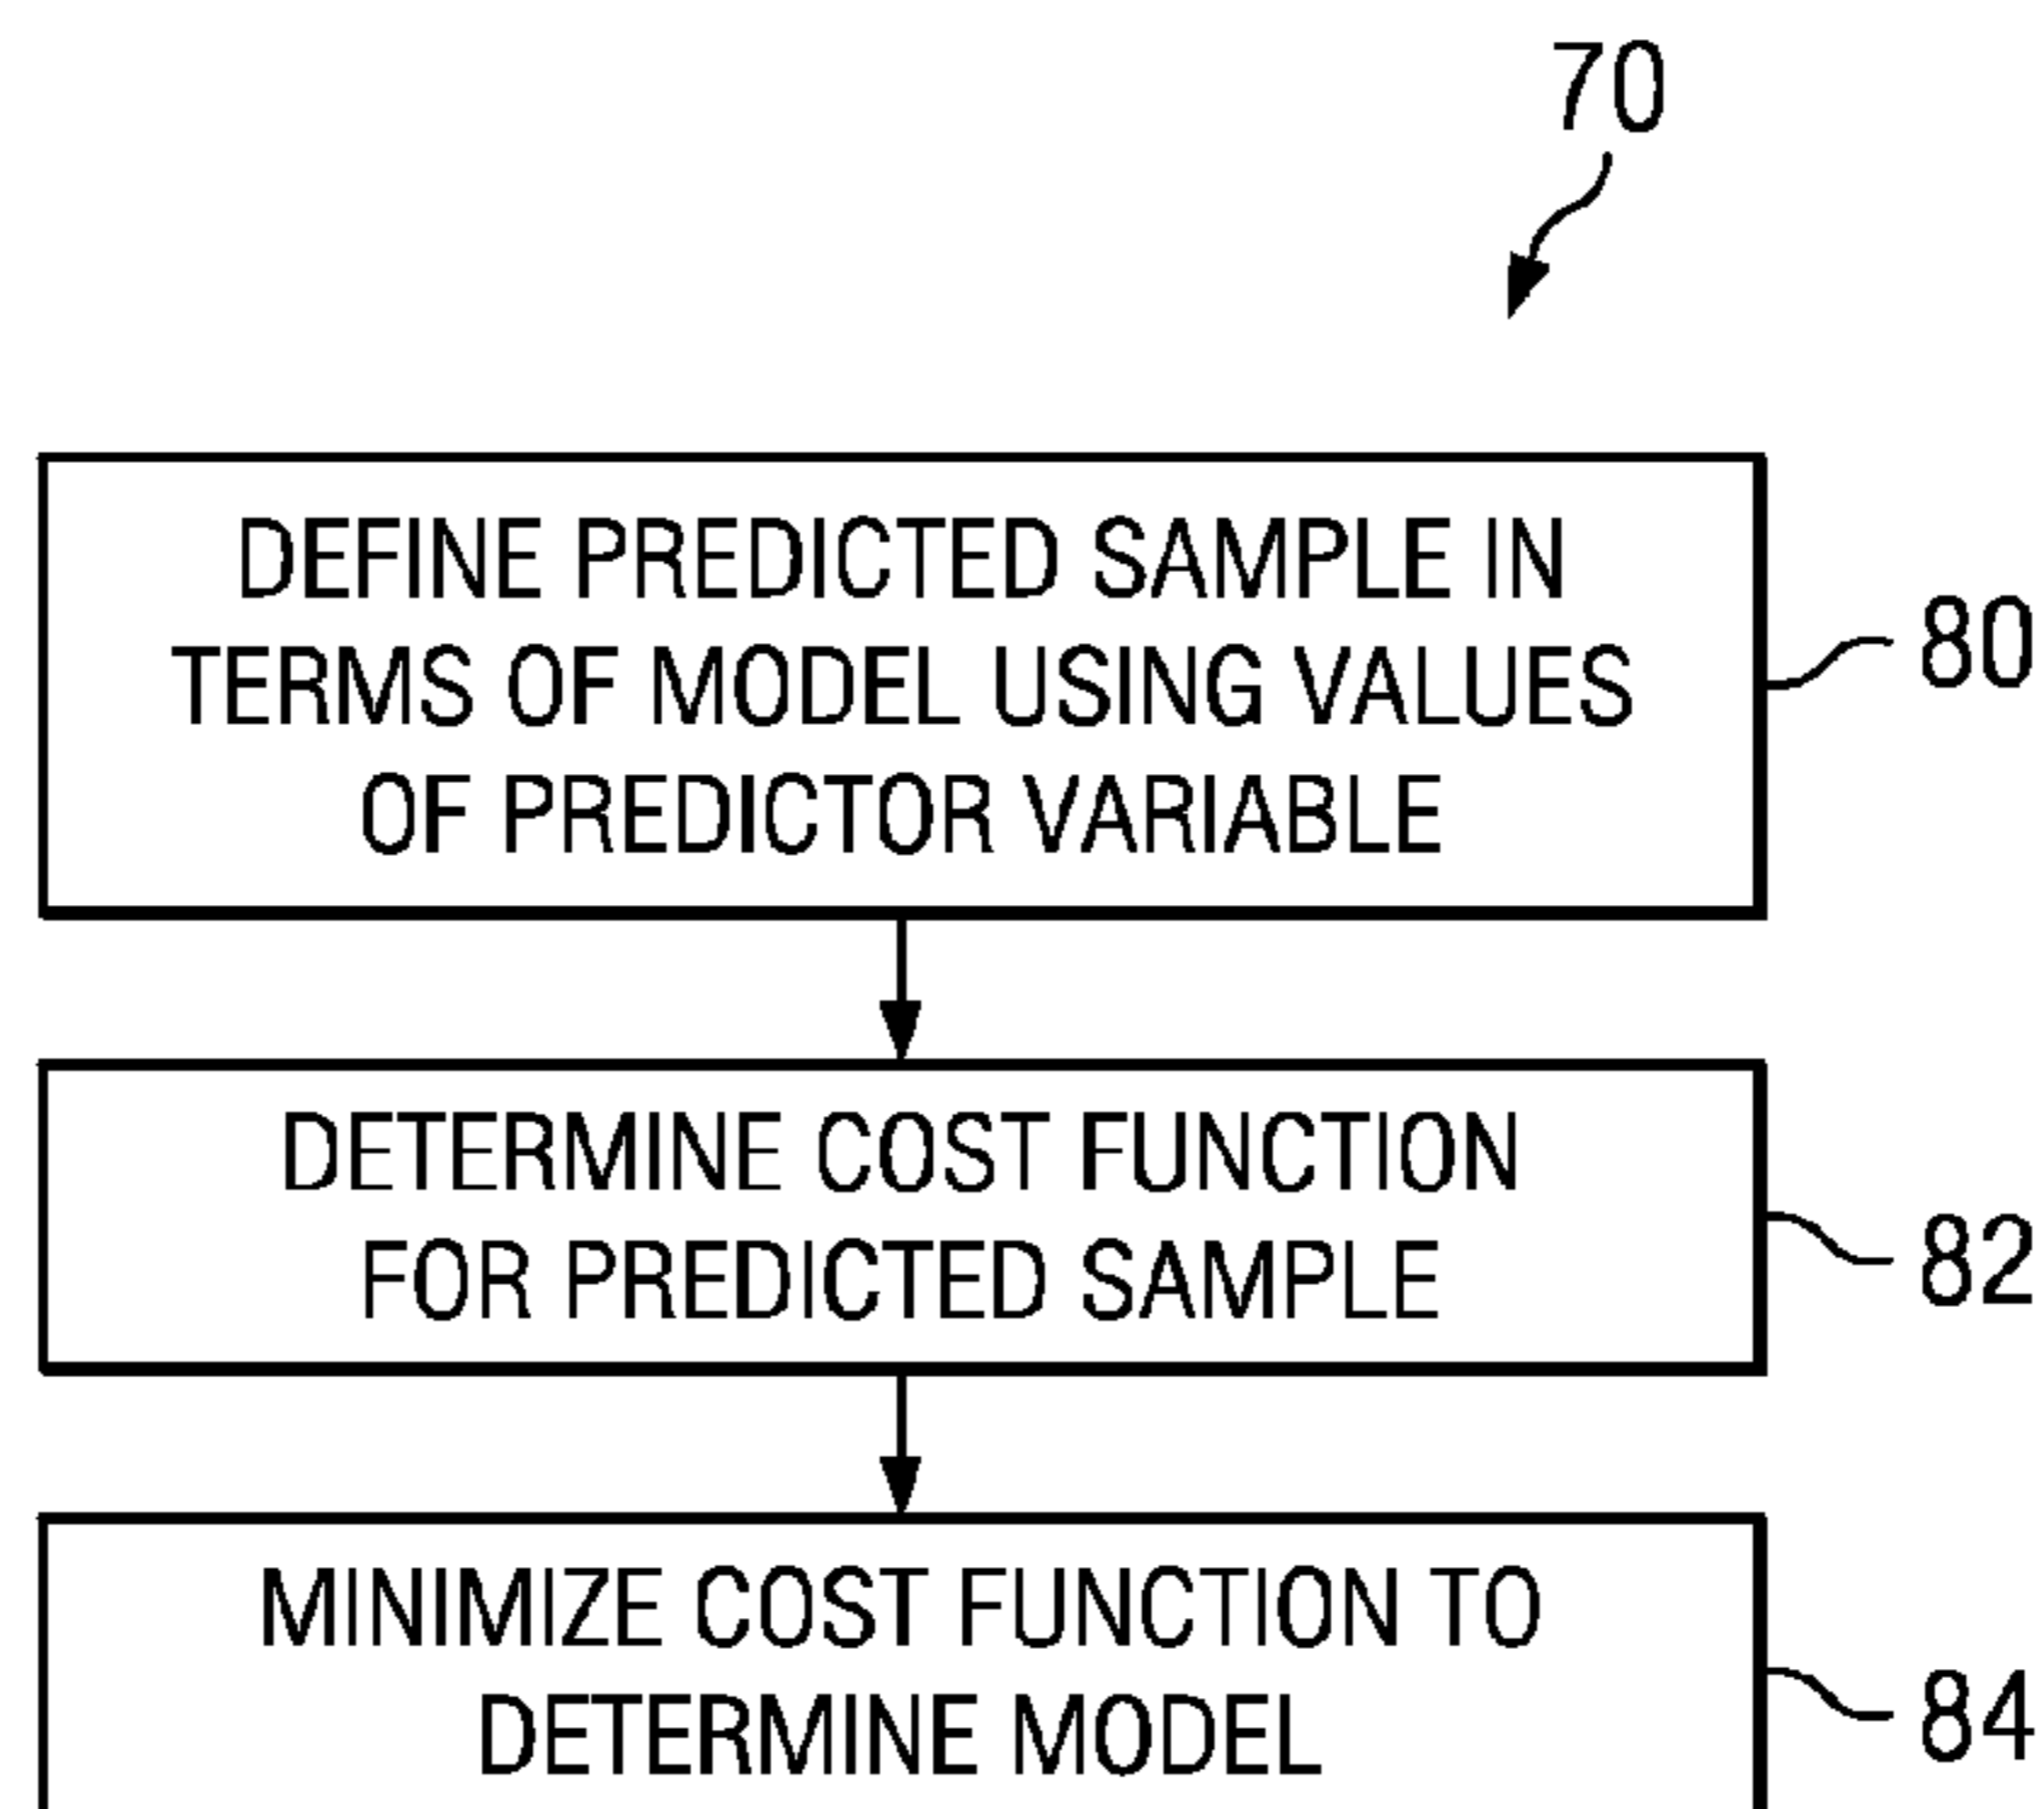 70
DEFINE PREDICTED SAMPLE IN
TERMS OF MODEL USING VALUES
OF PREDICTOR VARIABLE
80
DETERMINE COST FUNCTION
FOR PREDICTED SAMPLE
82
MINIMIZE COST FUNCTION TO
DETERMINE MODEL
84